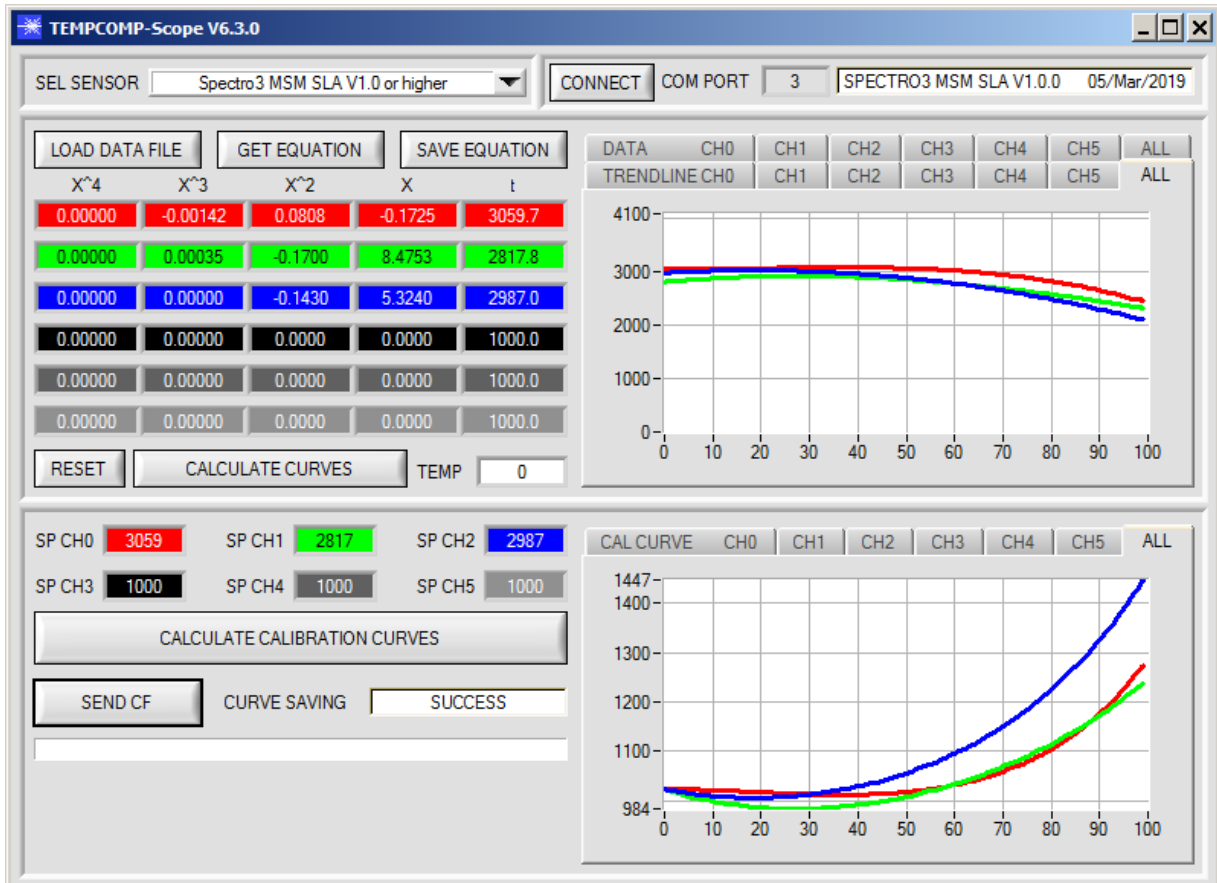 TEMPCOMP-Scope V6.3.0
SEL SENSOR Spectro3 MSM SLA V1.0 or higher CONNECT COM PORT 3 SPECTRO3 MSM SLA V1.0.0 05/Mar/2019
LOAD DATA FILE GET EQUATION SAVE EQUATION
X^4 X^3 X^2 X t
0.00000 -0.00142 0.0808 -0.1725 3059.7
0.00000 0.00035 -0.1700 8.4753 2817.8
0.00000 0.00000 -0.1430 5.3240 2987.0
0.00000 0.00000 0.0000 0.0000 1000.0
0.00000 0.00000 0.0000 0.0000 1000.0
0.00000 0.00000 0.0000 0.0000 1000.0
RESET CALCULATE CURVES TEMP 0
DATA CH0 CH1 CH2 CH3 CH4 CH5 ALL
TRENDLINE CH0 CH1 CH2 CH3 CH4 CH5 ALL
4100
3000
2000
1000
0
0 10 20 30 40 50 60 70 80 90 100
SP CH0 3059 SP CH1 2817 SP CH2 2987
SP CH3 1000 SP CH4 1000 SP CH5 1000
CALCULATE CALIBRATION CURVES
SEND CF CURVE SAVING SUCCESS
CAL CURVE CH0 CH1 CH2 CH3 CH4 CH5 ALL
1447
1400
1300
1200
1100
984
0 10 20 30 40 50 60 70 80 90 100